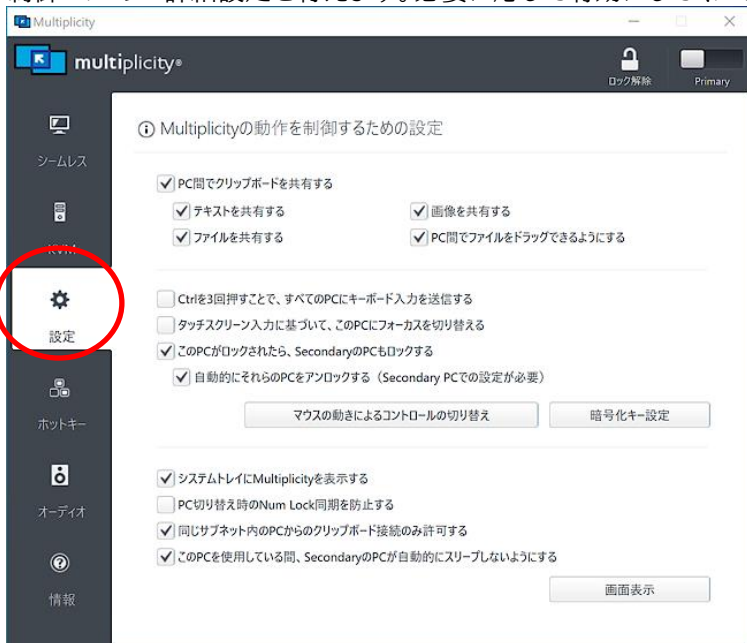 Multiplicity
multiplicity®
ロック解除
Primary
シームレス
KVM
設定
ホットキー
オーディオ
情報
Multiplicityの動作を制御するための設定
PC間でクリップボードを共有する
テキストを共有する
画像を共有する
ファイルを共有する
PC間でファイルをドラッグできるようにする
Ctrlを3回押すことで、すべてのPCにキーボード入力を送信する
タッチスクリーン入力に基づいて、このPCにフォーカスを切り替える
このPCがロックされたら、SecondaryのPCもロックする
自動的にそれらのPCをアンロックする（Secondary PCでの設定が必要）
マウスの動きによるコントロールの切り替え
暗号化キー設定
システムトレイにMultiplicityを表示する
PC切り替え時のNum Lock同期を防止する
同じサブネット内のPCからのクリップボード接続のみ許可する
このPCを使用している間、SecondaryのPCが自動的にスリープしないようにする
画面表示